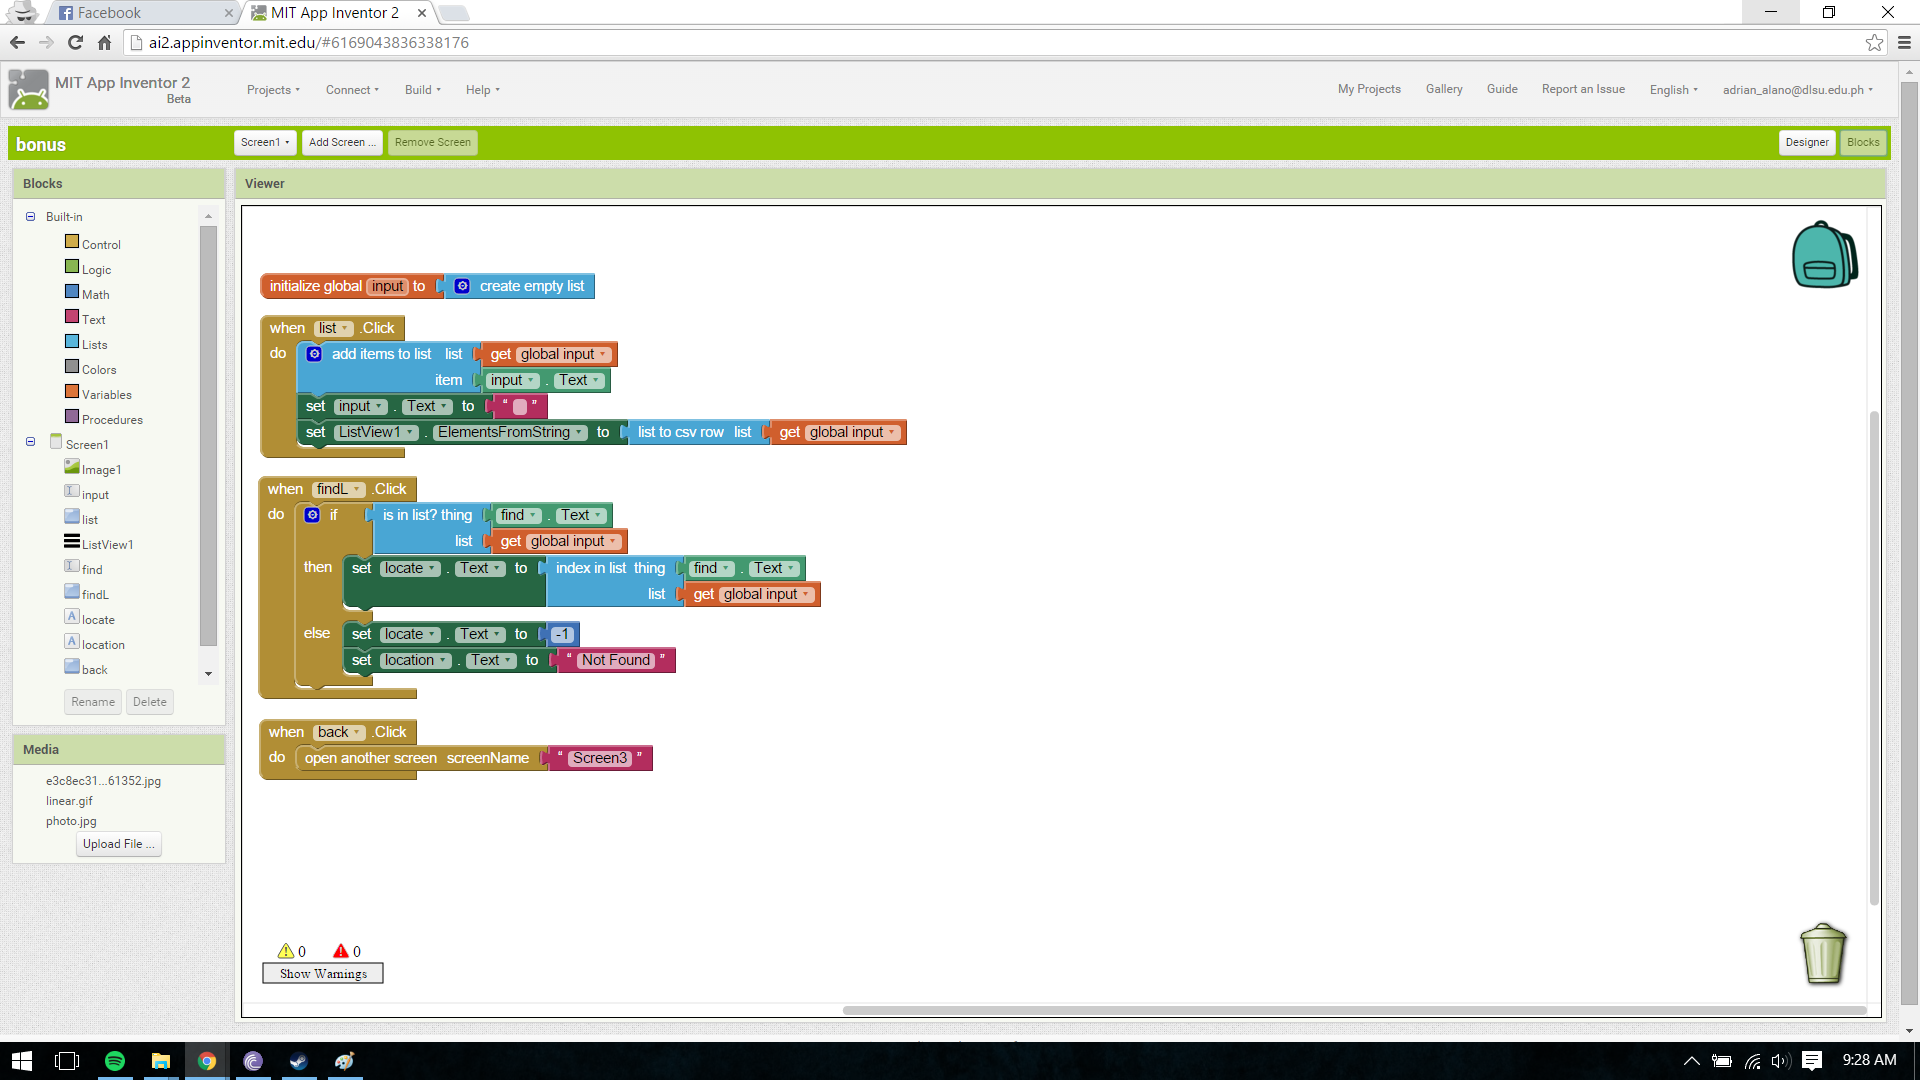 Facebook
MIT App Inventor 2
ai2.appinventor.mit.edu/#6169043836338176
MIT App Inventor 2
Beta
Projects
Connect
Build
Help
My Projects
Gallery
Guide
Report an Issue
English
adrian_alano@dlsu.edu.ph
bonus
Screen1
Add Screen ...
Remove Screen
Designer
Blocks
Blocks
Built-in
Control
Logic
Math
Text
Lists
Colors
Variables
Procedures
Screen1
Image1
input
list
ListView1
find
findL
locate
location
back
Rename
Delete
Media
e3c8ec31...61352.jpg
linear.gif
photo.jpg
Upload File ...
Viewer
initialize global input to create empty list
when list .Click
do add items to list list get global input
item input . Text
set input . Text to “ ”
set ListView1 . ElementsFromString to list to csv row list get global input
when findL .Click
do if is in list? thing find . Text
list get global input
then set locate . Text to index in list thing find . Text
list get global input
else set locate . Text to -1
set location . Text to “ Not Found ”
when back .Click
do open another screen screenName “ Screen3 ”
0 0
Show Warnings
9:28 AM